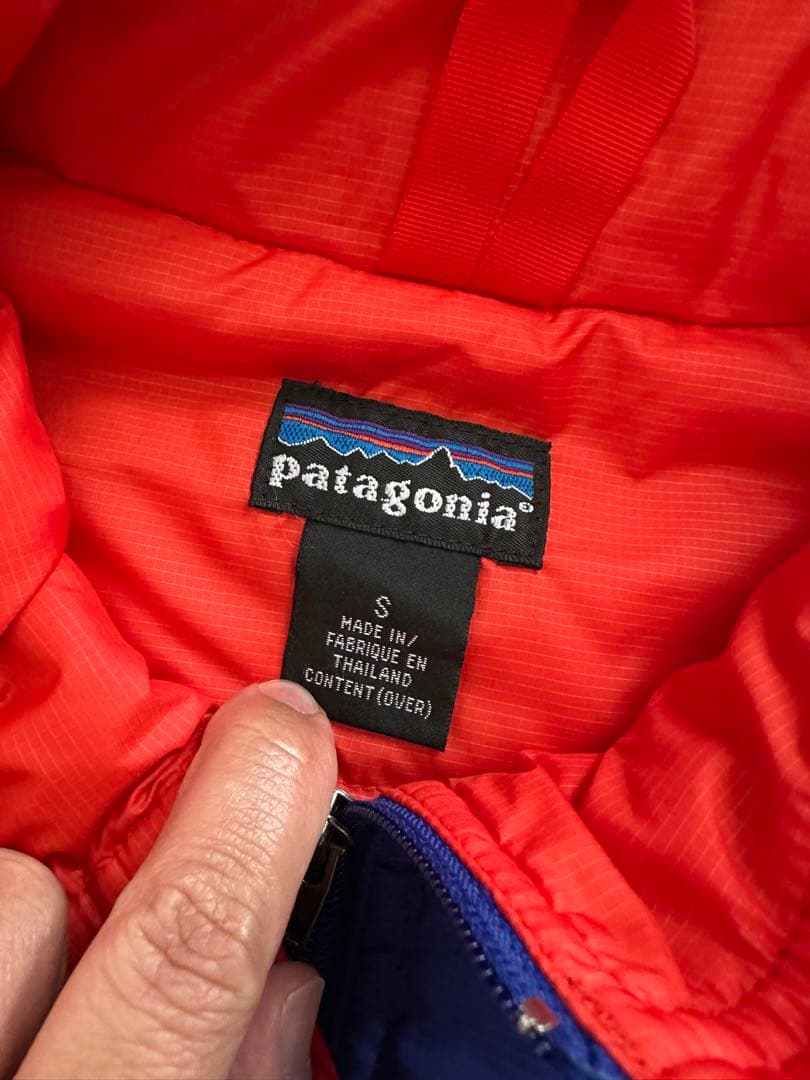 patagonia®
S
MADE IN/
FABRIQUE EN
THAILAND
CONTENT (OVER)